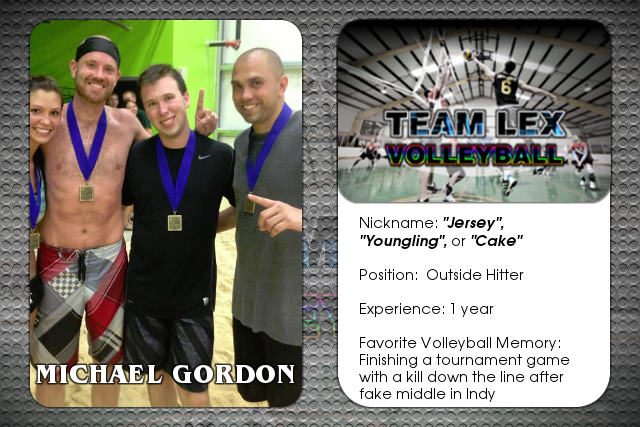 MICHAEL GORDON
TEAM LEX
VOLLEYBALL
6
Nickname: "Jersey",
"Youngling", or "Cake"
Position: Outside Hitter
Experience: 1 year
Favorite Volleyball Memory:
Finishing a tournament game
with a kill down the line after
fake middle in Indy